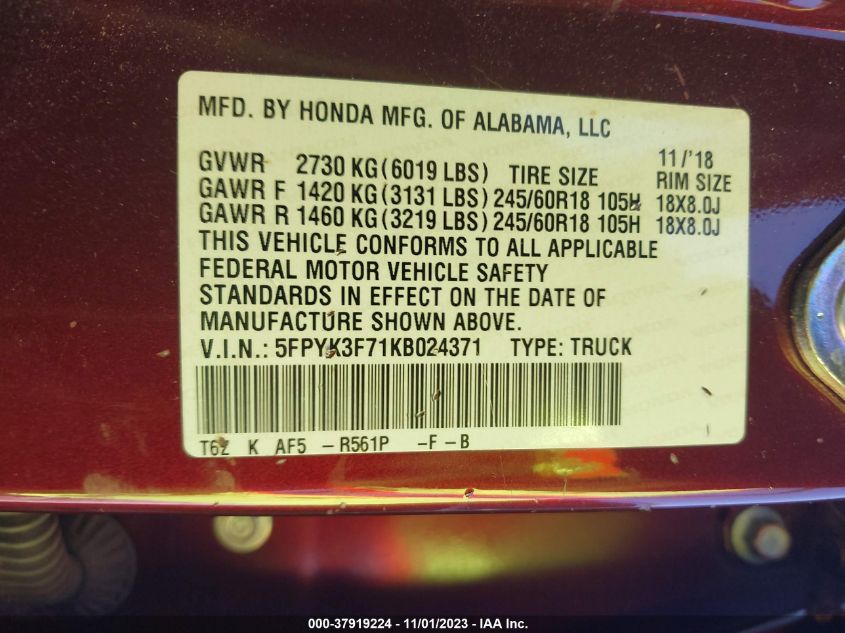 MFD. BY HONDA MFG. OF ALABAMA, LLC
11/'18
GVWR 2730 KG(6019 LBS) TIRE SIZE RIM SIZE
GAWR F 1420 KG(3131 LBS) 245/60R18 105H 18X8.0J
GAWR R 1460 KG(3219 LBS) 245/60R18 105H 18X8.0J
THIS VEHICLE CONFORMS TO ALL APPLICABLE
FEDERAL MOTOR VEHICLE SAFETY
STANDARDS IN EFFECT ON THE DATE OF
MANUFACTURE SHOWN ABOVE.
V.I.N.: 5FPYK3F71KB024371 TYPE: TRUCK
T6Z K AF5 -R561P -F-B
000-37919224 - 11/01/2023 - IAA Inc.